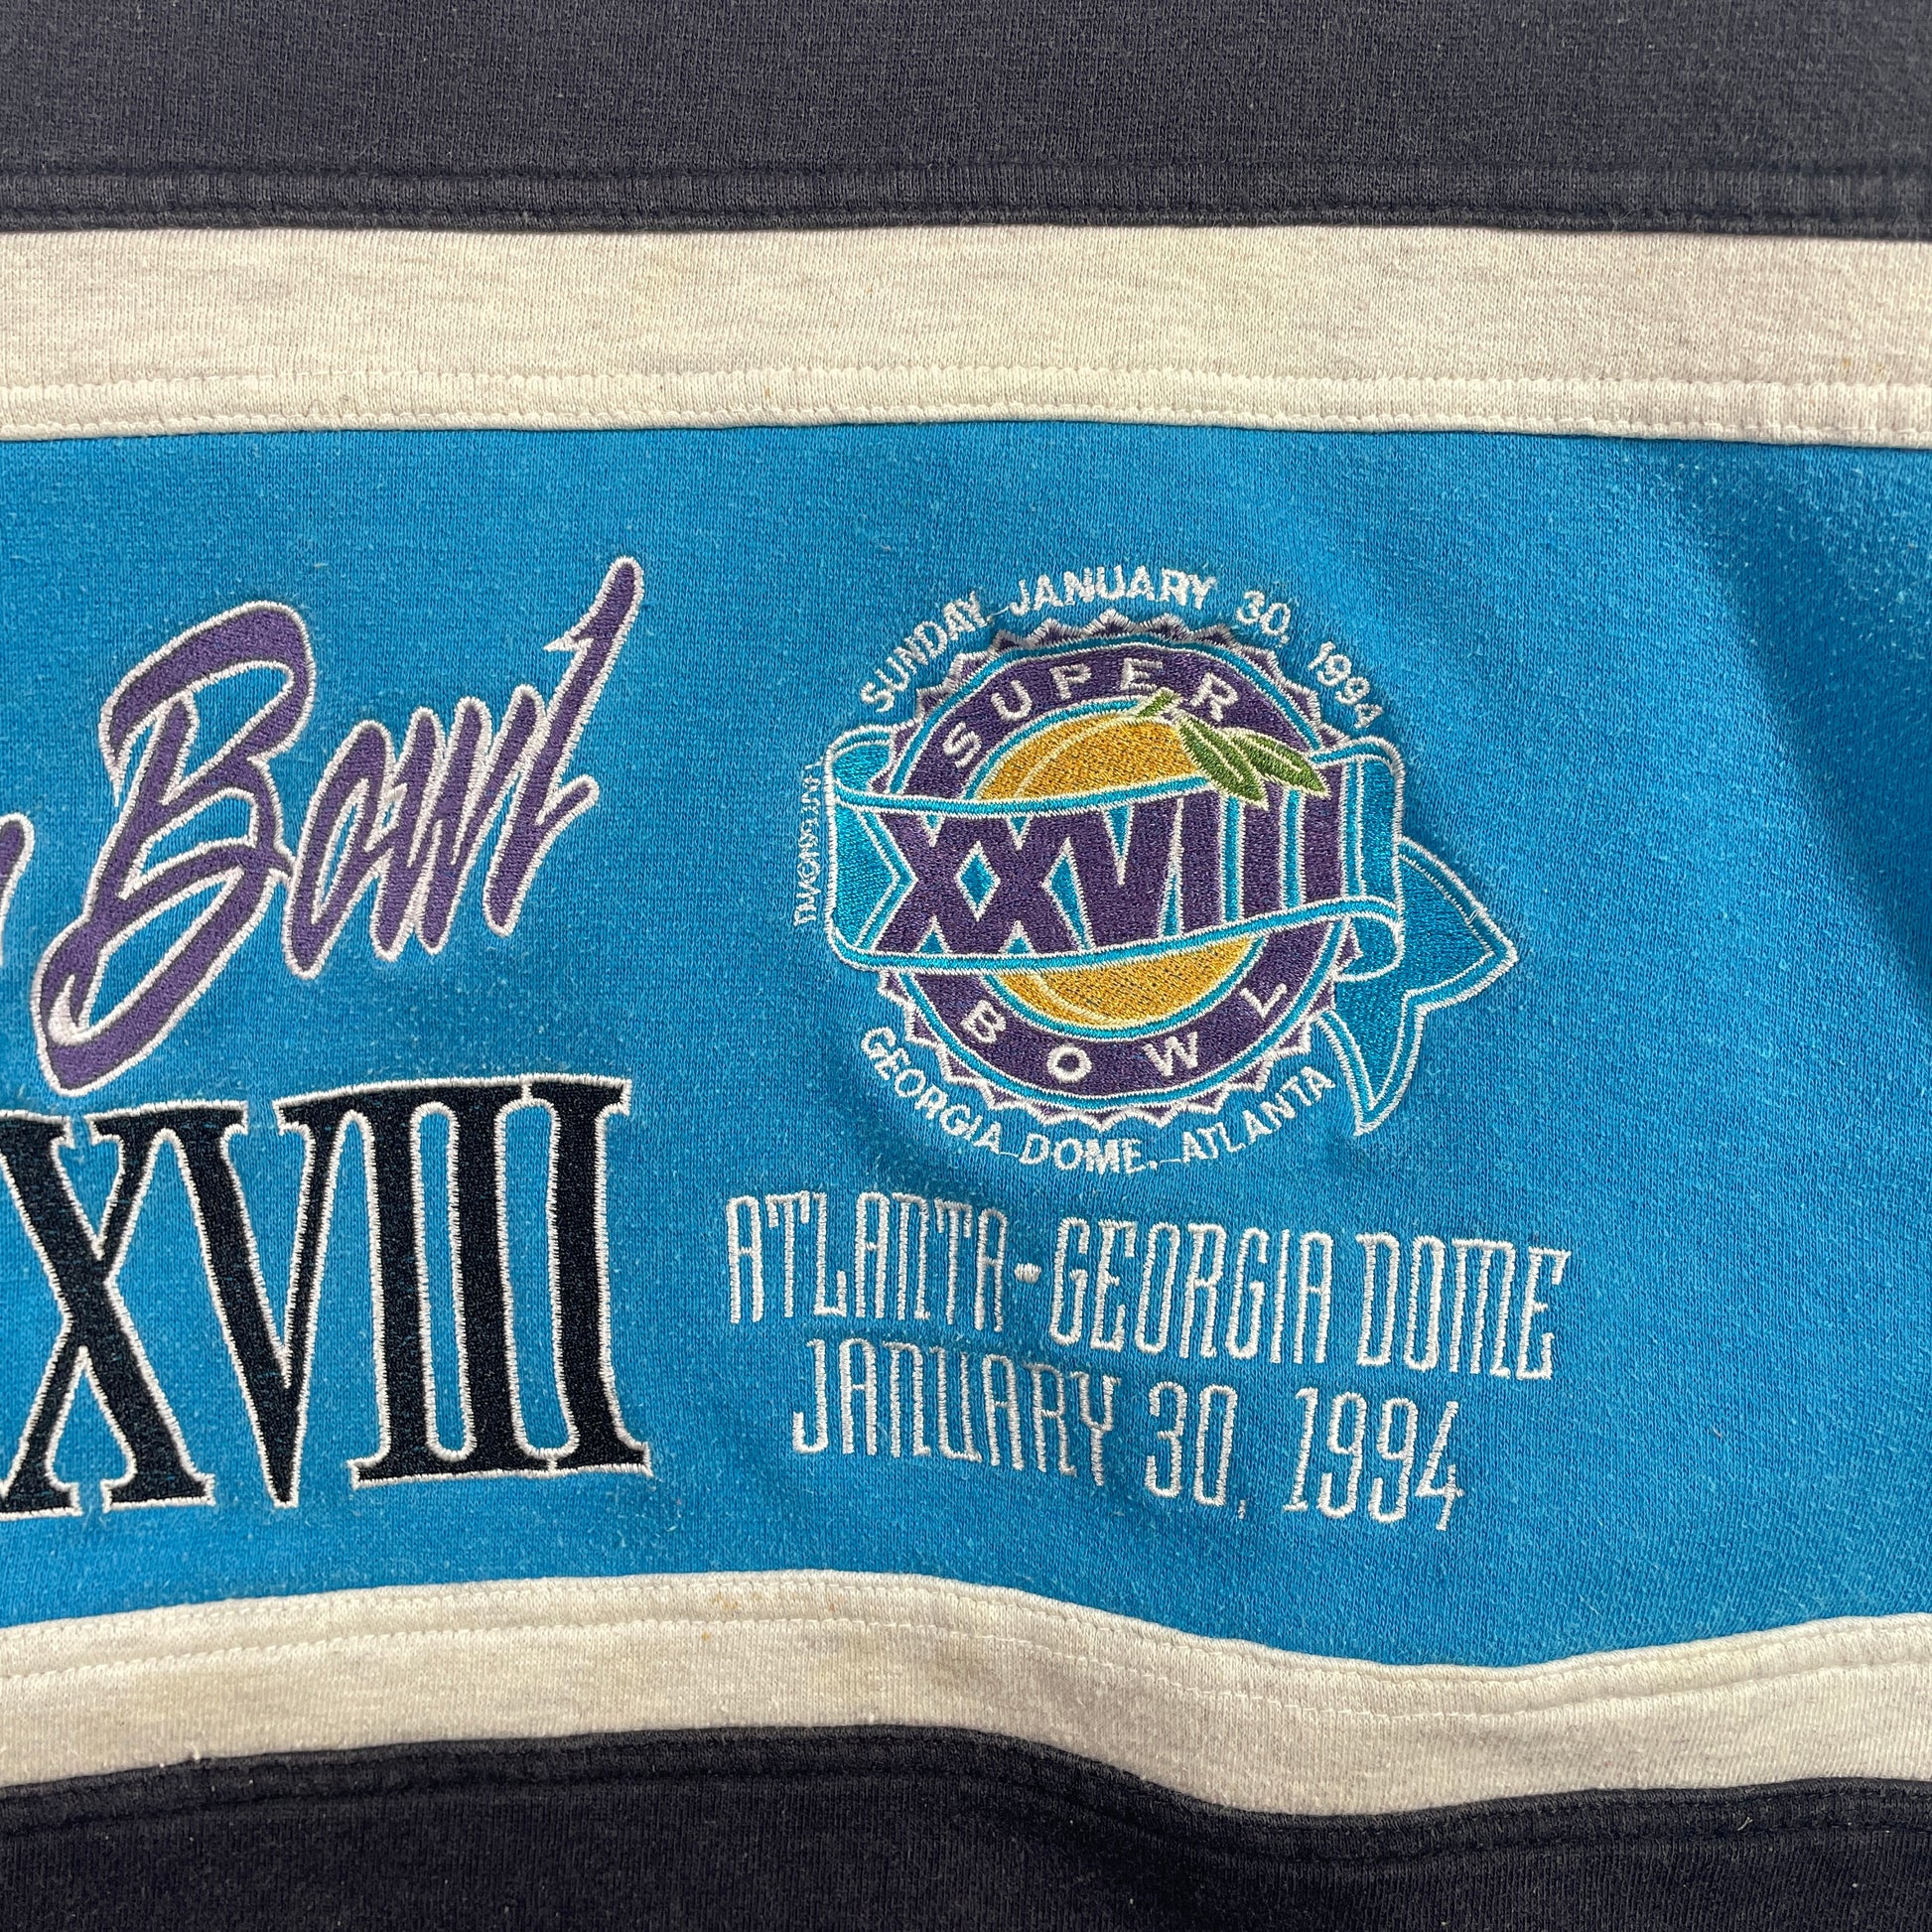 Bowl
XVIII
SUNDAY, JANUARY 30, 1994
SUPER
XXVIII
BOWL
GEORGIA DOME, ATLANTA
ATLANTA-GEORGIA DOME
JANUARY 30, 1994